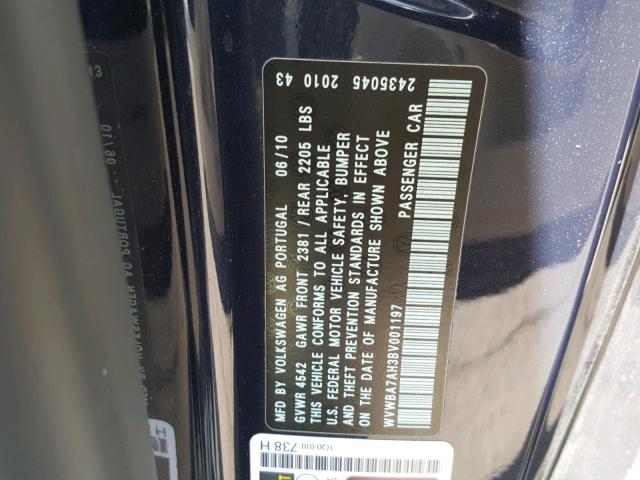 2435045 2010 43
MFD BY VOLKSWAGEN AG PORTUGAL 06/10
GVWR 4542 GAWR FRONT 2381/ REAR 2205 LBS
THIS VEHICLE CONFORMS TO ALL APPLICABLE
U.S. FEDERAL MOTOR VEHICLE SAFETY, BUMPER
AND THEFT PREVENTION STANDARDS IN EFFECT
ON THE DATE OF MANUFACTURE SHOWN ABOVE
WVWBA7AH3BV001197 PASSENGER CAR
1Q0 010 738 H